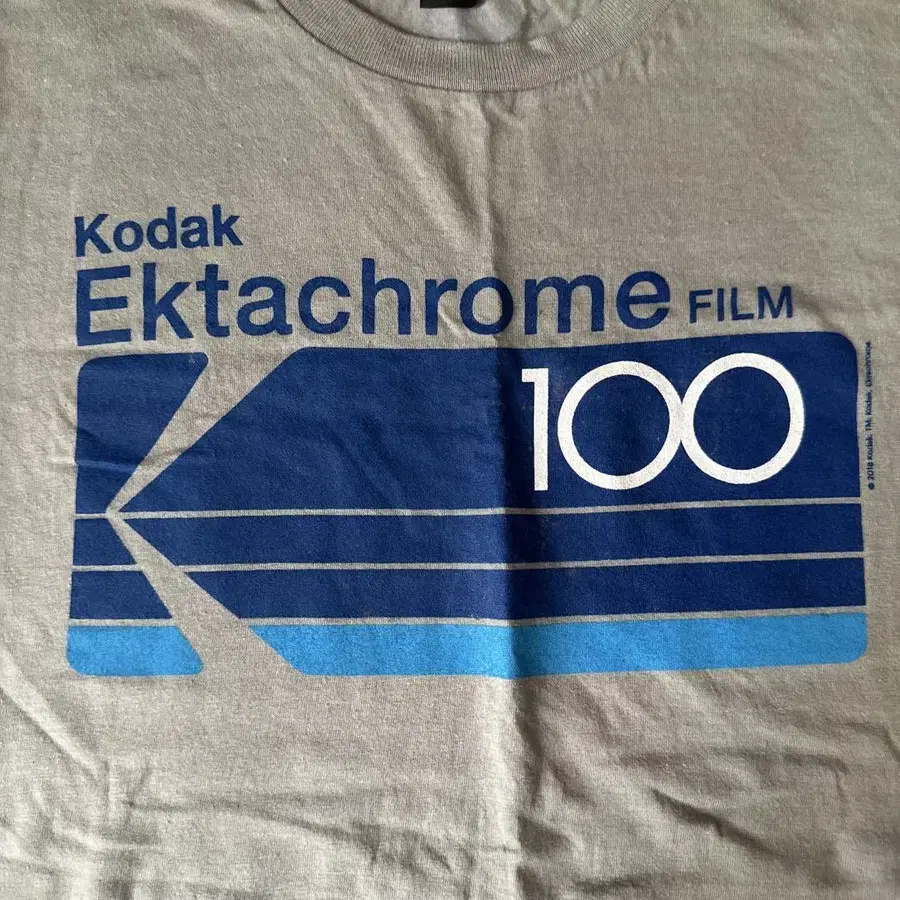 Kodak
Ektachrome FILM
100
© 2018 Kodak. TM. Kodak. Ektachrome.